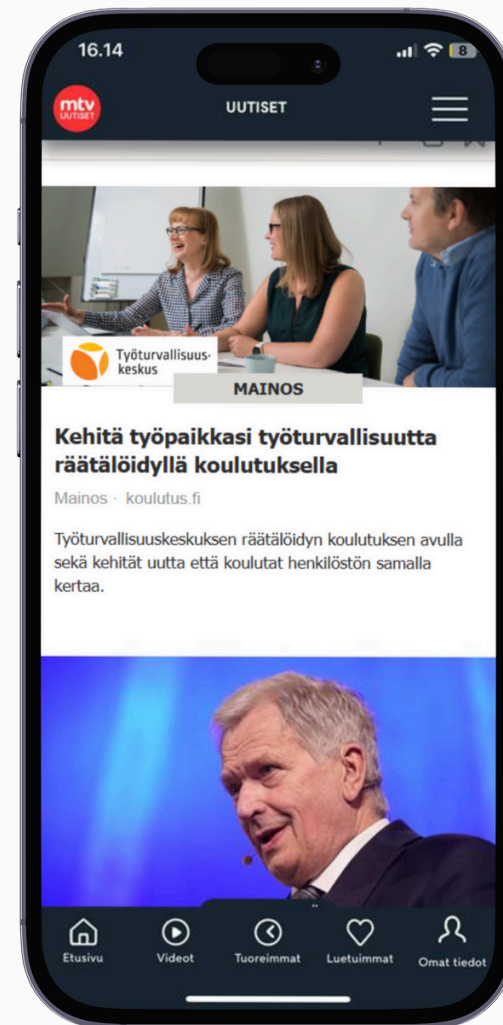 16.14
8
mtv
UUTISET
UUTISET
Työturvallisuus-
keskus
MAINOS
Kehitä työpaikkasi työturvallisuutta
räätälöidyllä koulutuksella
Mainos · koulutus.fi
Työturvallisuuskeskuksen räätälöidyn koulutuksen avulla
sekä kehität uutta että koulutat henkilöstön samalla
kertaa.
Etusivu Videot Tuoreimmat Luetuimmat Omat tiedot